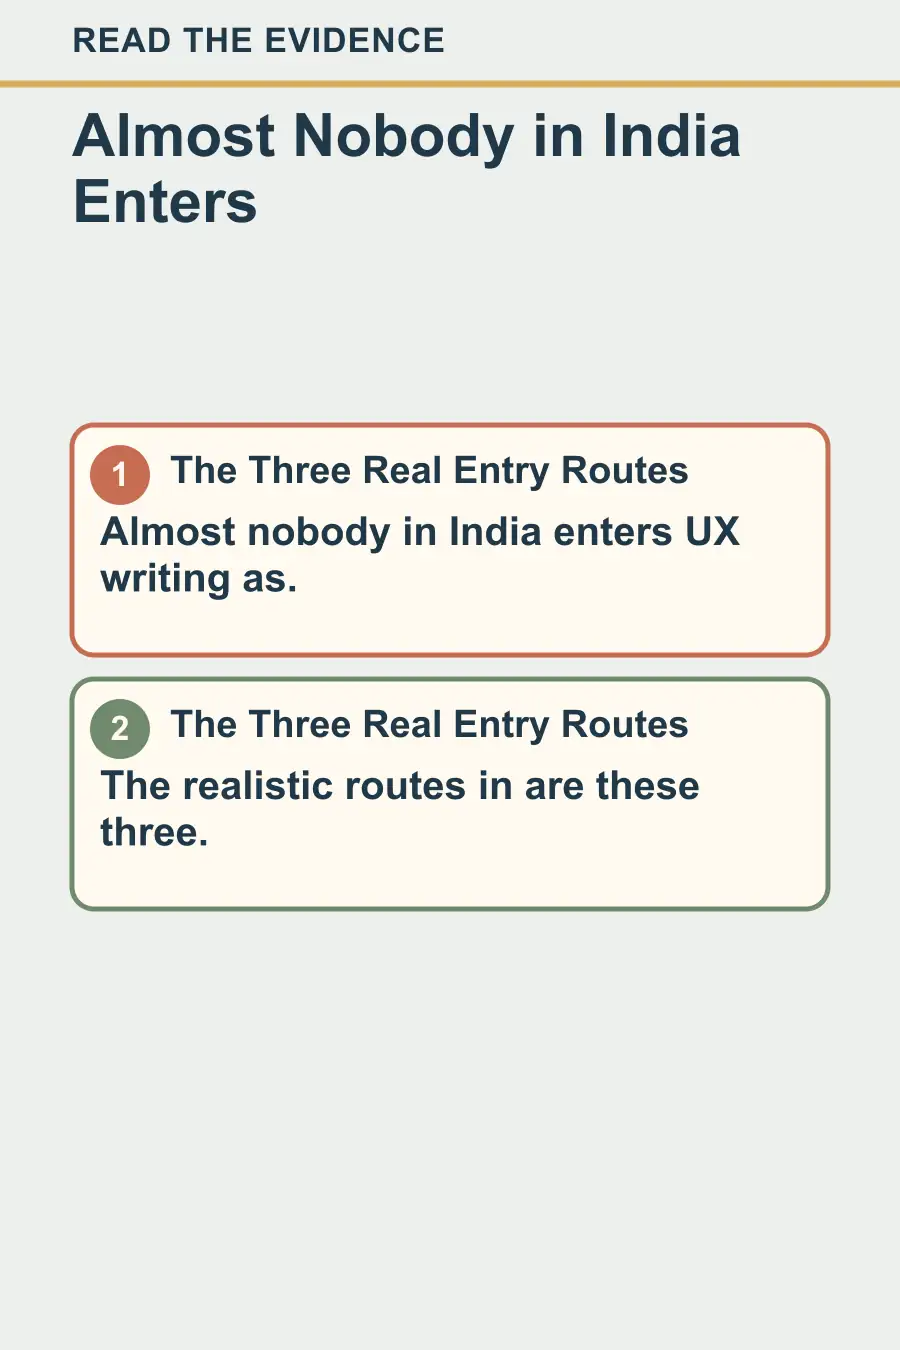 READ THE EVIDENCE
Almost Nobody in India
Enters
1 The Three Real Entry Routes
Almost nobody in India enters UX
writing as.
2 The Three Real Entry Routes
The realistic routes in are these
three.